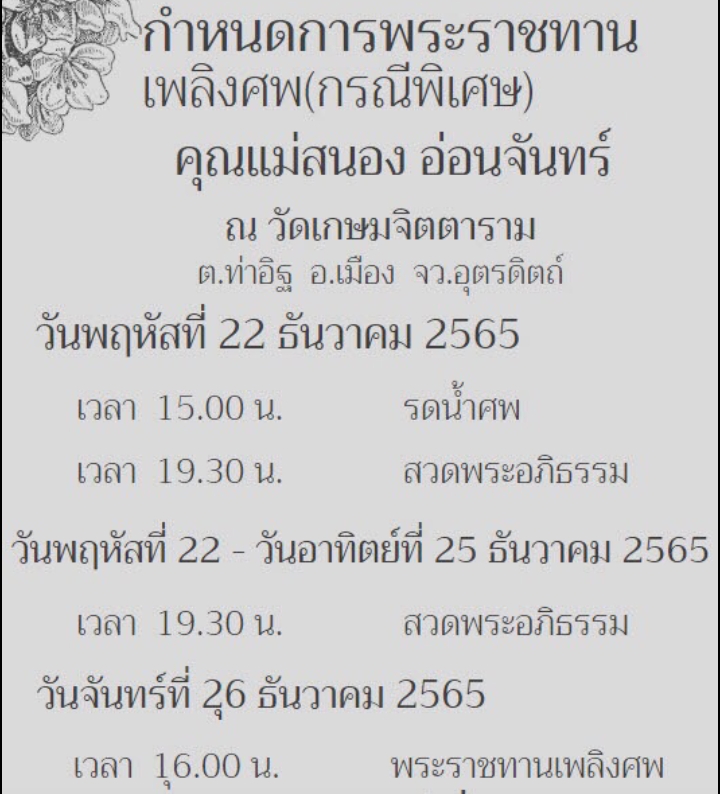 กำหนดการพระราชทาน
เพลิงศพ(กรณีพิเศษ)
คุณแม่สนอง อ่อนจันทร์
ณ วัดเกษมจิตตาราม
ต.ท่าอิฐ อ.เมือง จว.อุตรดิตถ์
วันพฤหัสที่ 22 ธันวาคม 2565
เวลา 15.00 น. รดน้ำศพ
เวลา 19.30 น. สวดพระอภิธรรม
วันพฤหัสที่ 22 - วันอาทิตย์ที่ 25 ธันวาคม 2565
เวลา 19.30 น. สวดพระอภิธรรม
วันจันทร์ที่ 2ุ6 ธันวาคม 2565
เวลา 1ุ6.00 น. พระราชทานเพลิงศพ